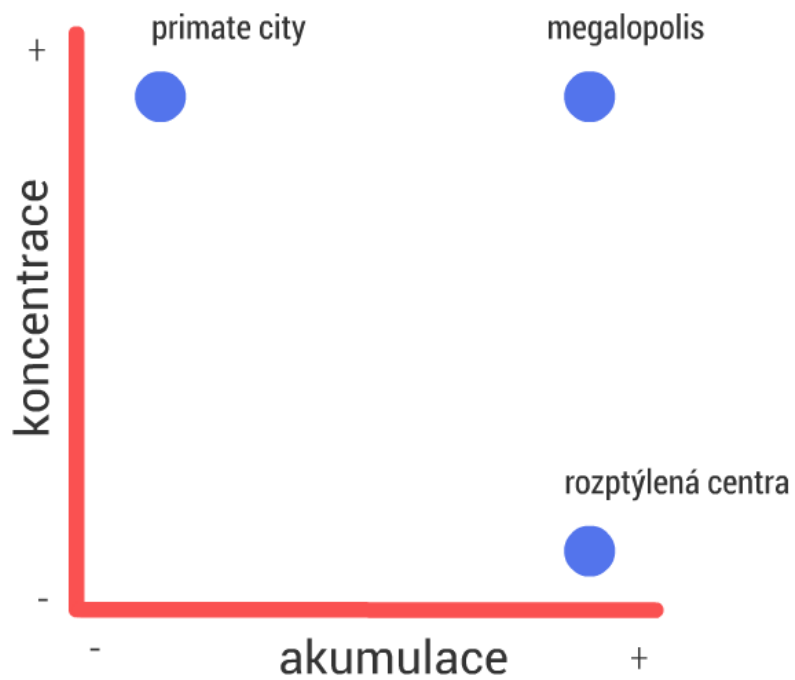 primate city
megalopolis
+
koncentrace
rozptýlená centra
-
-
akumulace
+